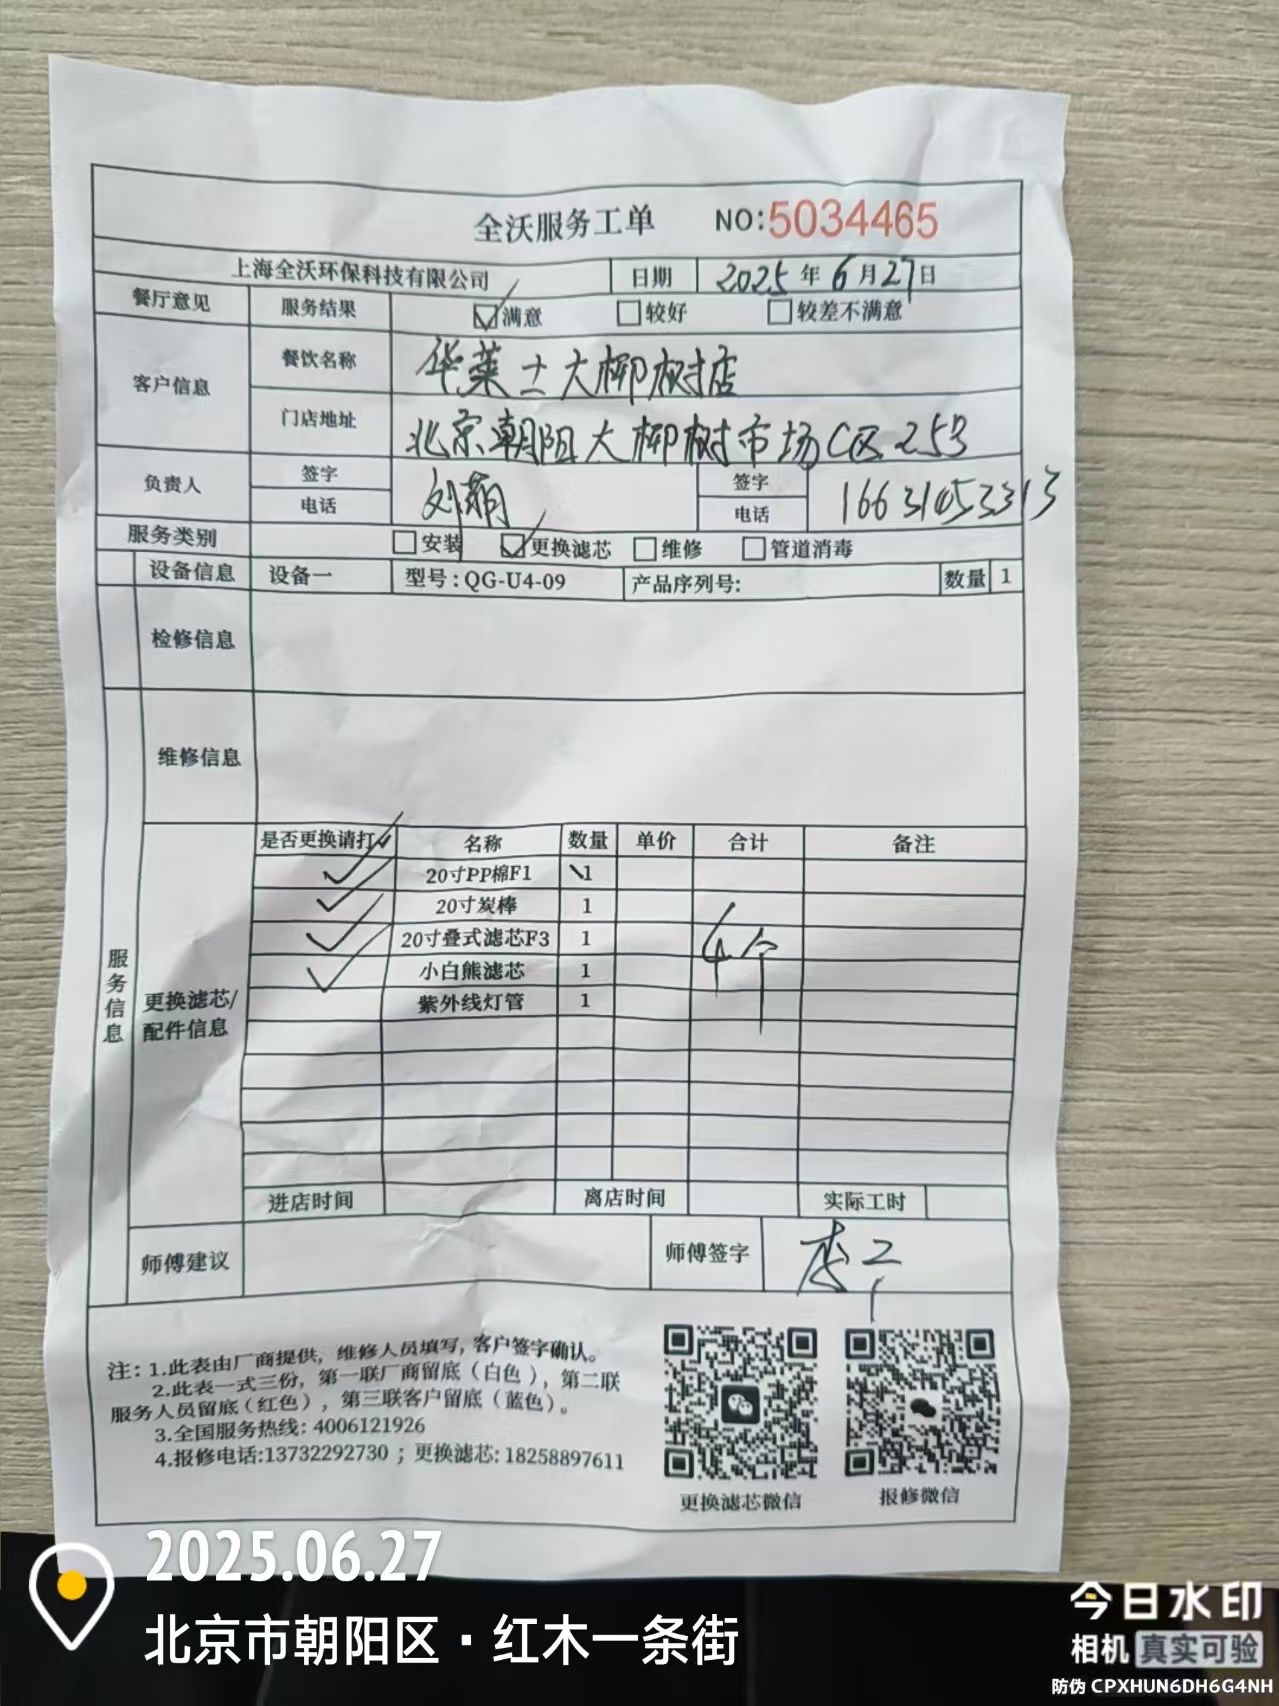 全沃服务工单 NO:5034465
上海全沃环保科技有限公司 日期 2025年6月27日
餐厅意见 服务结果 ☑满意 □较好 □较差不满意
客户信息 餐饮名称 华莱士大柳树店
门店地址 北京朝阳大柳树市场C区253
负责人 签字 刘萌 签字
电话 电话 16631453313
服务类别 □安装 ☑更换滤芯 □维修 □管道消毒
设备信息 设备一 型号:QG-U4-09 产品序列号: 数量 1
检修信息
维修信息
服务信息
更换滤芯/配件信息
是否更换请打✓ 名称 数量 单价 合计 备注
✓ 20寸PP棉F1 1
✓ 20寸炭棒 1
✓ 20寸叠式滤芯F3 1 4个
✓ 小白熊滤芯 1
紫外线灯管 1
进店时间 离店时间 实际工时
师傅建议 师傅签字
注:1.此表由厂商提供,维修人员填写,客户签字确认。
2.此表一式三份,第一联厂商留底(白色),第二联
服务人员留底(红色),第三联客户留底(蓝色)。
3.全国服务热线:4006121926
4.报修电话:13732292730;更换滤芯:18258897611
更换滤芯微信 报修微信
2025.06.27
北京市朝阳区·红木一条街
今日水印
相机 真实可验
防伪 CPXHUN6DH6G4NH